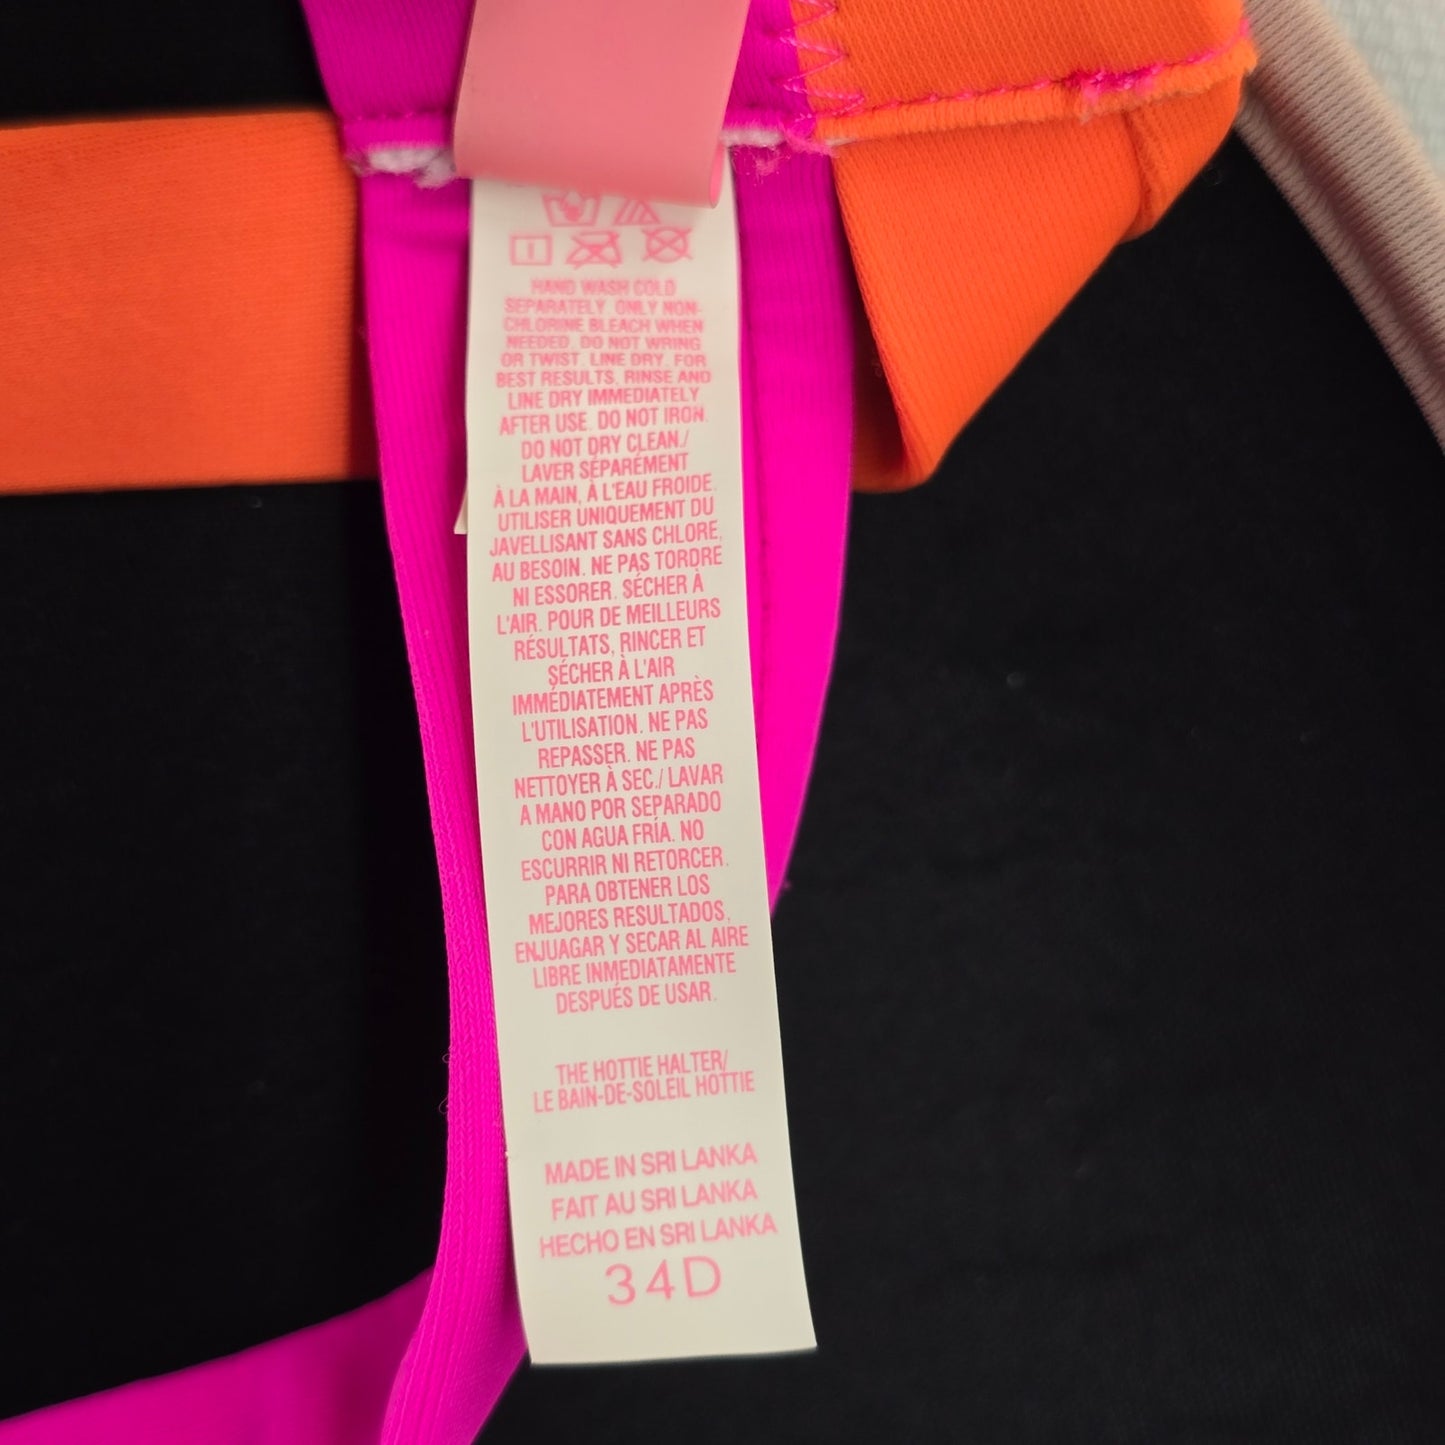 HAND WASH COLD
SEPARATELY. ONLY NON-
CHLORINE BLEACH WHEN
NEEDED. DO NOT WRING
OR TWIST. LINE DRY. FOR
BEST RESULTS, RINSE AND
LINE DRY IMMEDIATELY
AFTER USE. DO NOT IRON.
DO NOT DRY CLEAN./
LAVER SÉPARÉMENT
À LA MAIN, À L'EAU FROIDE.
UTILISER UNIQUEMENT DU
JAVELLISANT SANS CHLORE,
AU BESOIN. NE PAS TORDRE
NI ESSORER. SÉCHER À
L'AIR. POUR DE MEILLEURS
RÉSULTATS, RINCER ET
SÉCHER À L'AIR
IMMÉDIATEMENT APRÈS
L'UTILISATION. NE PAS
REPASSER. NE PAS
NETTOYER À SEC./ LAVAR
A MANO POR SEPARADO
CON AGUA FRÍA. NO
ESCURRIR NI RETORCER.
PARA OBTENER LOS
MEJORES RESULTADOS,
ENJUAGAR Y SECAR AL AIRE
LIBRE INMEDIATAMENTE
DESPUÉS DE USAR.
THE HOTTIE HALTER/
LE BAIN-DE-SOLEIL HOTTIE
MADE IN SRI LANKA
FAIT AU SRI LANKA
HECHO EN SRI LANKA
34D